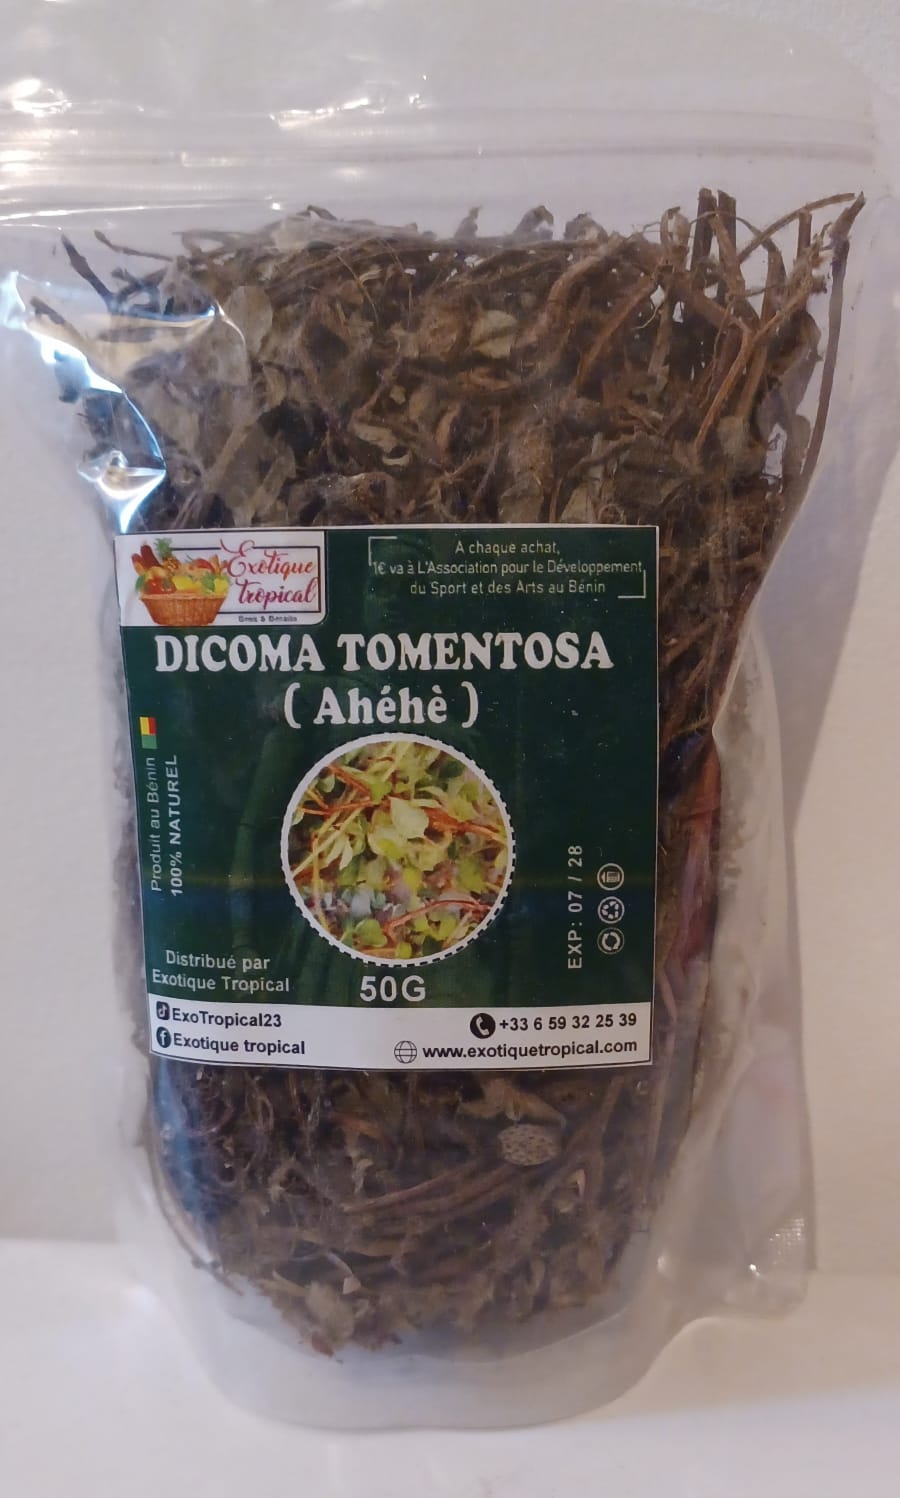 Exotique
tropical
A chaque achat,
1€ va à L'Association pour le Développement
du Sport et des Arts au Bénin
DICOMA TOMENTOSA
( Ahéhè )
Produit au Bénin
100% NATUREL
EXP: 07 / 28
Distribué par
Exotique Tropical
50G
ExoTropical23
Exotique tropical
+33 6 59 32 25 39
www.exotiquetropical.com